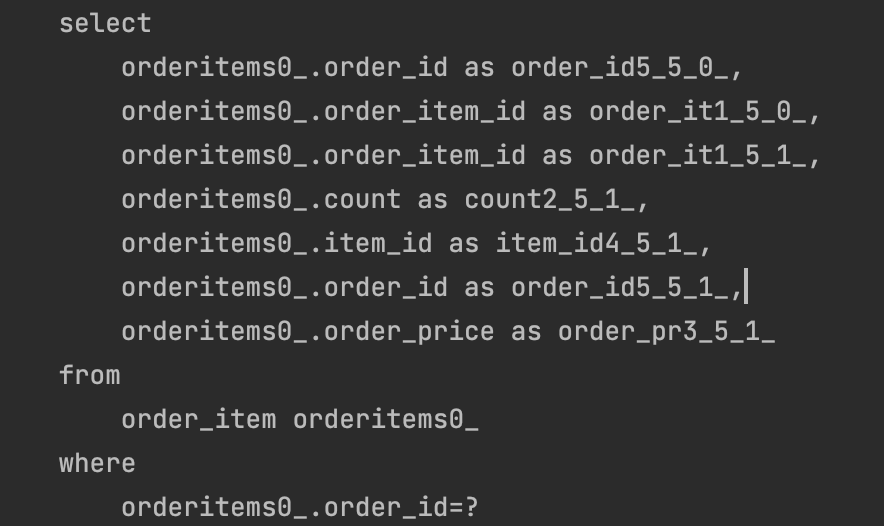 select
orderitems0_.order_id as order_id5_5_0_,
orderitems0_.order_item_id as order_it1_5_0_,
orderitems0_.order_item_id as order_it1_5_1_,
orderitems0_.count as count2_5_1_,
orderitems0_.item_id as item_id4_5_1_,
orderitems0_.order_id as order_id5_5_1_,
orderitems0_.order_price as order_pr3_5_1_
from
order_item orderitems0_
where
orderitems0_.order_id=?